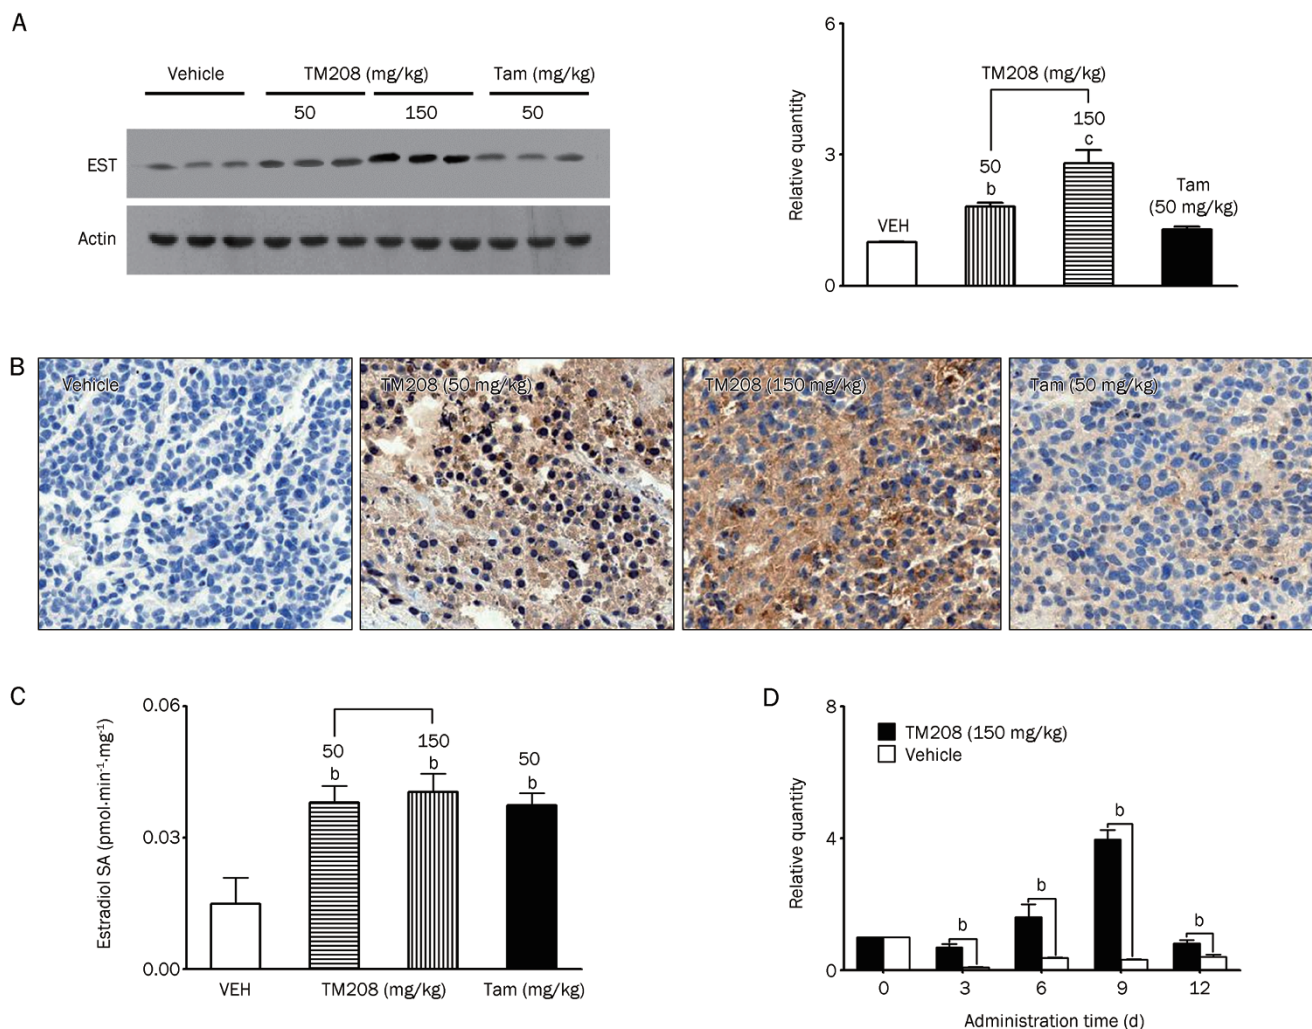 A
Vehicle TM208 (mg/kg) Tam (mg/kg)
50 150 50
EST
Actin
Relative quantity
6
3
0
TM208 (mg/kg)
150
c
50
b
VEH
Tam
(50 mg/kg)
B
Vehicle
TM208 (50 mg/kg)
TM208 (150 mg/kg)
Tam (50 mg/kg)
C
Estradiol SA (pmol·min⁻¹·mg⁻¹)
0.06
0.03
0.00
50
b
150
b
50
b
VEH TM208 (mg/kg) Tam (mg/kg)
D
Relative quantity
8
4
0
TM208 (150 mg/kg)
Vehicle
b
b
b
b
0 3 6 9 12
Administration time (d)